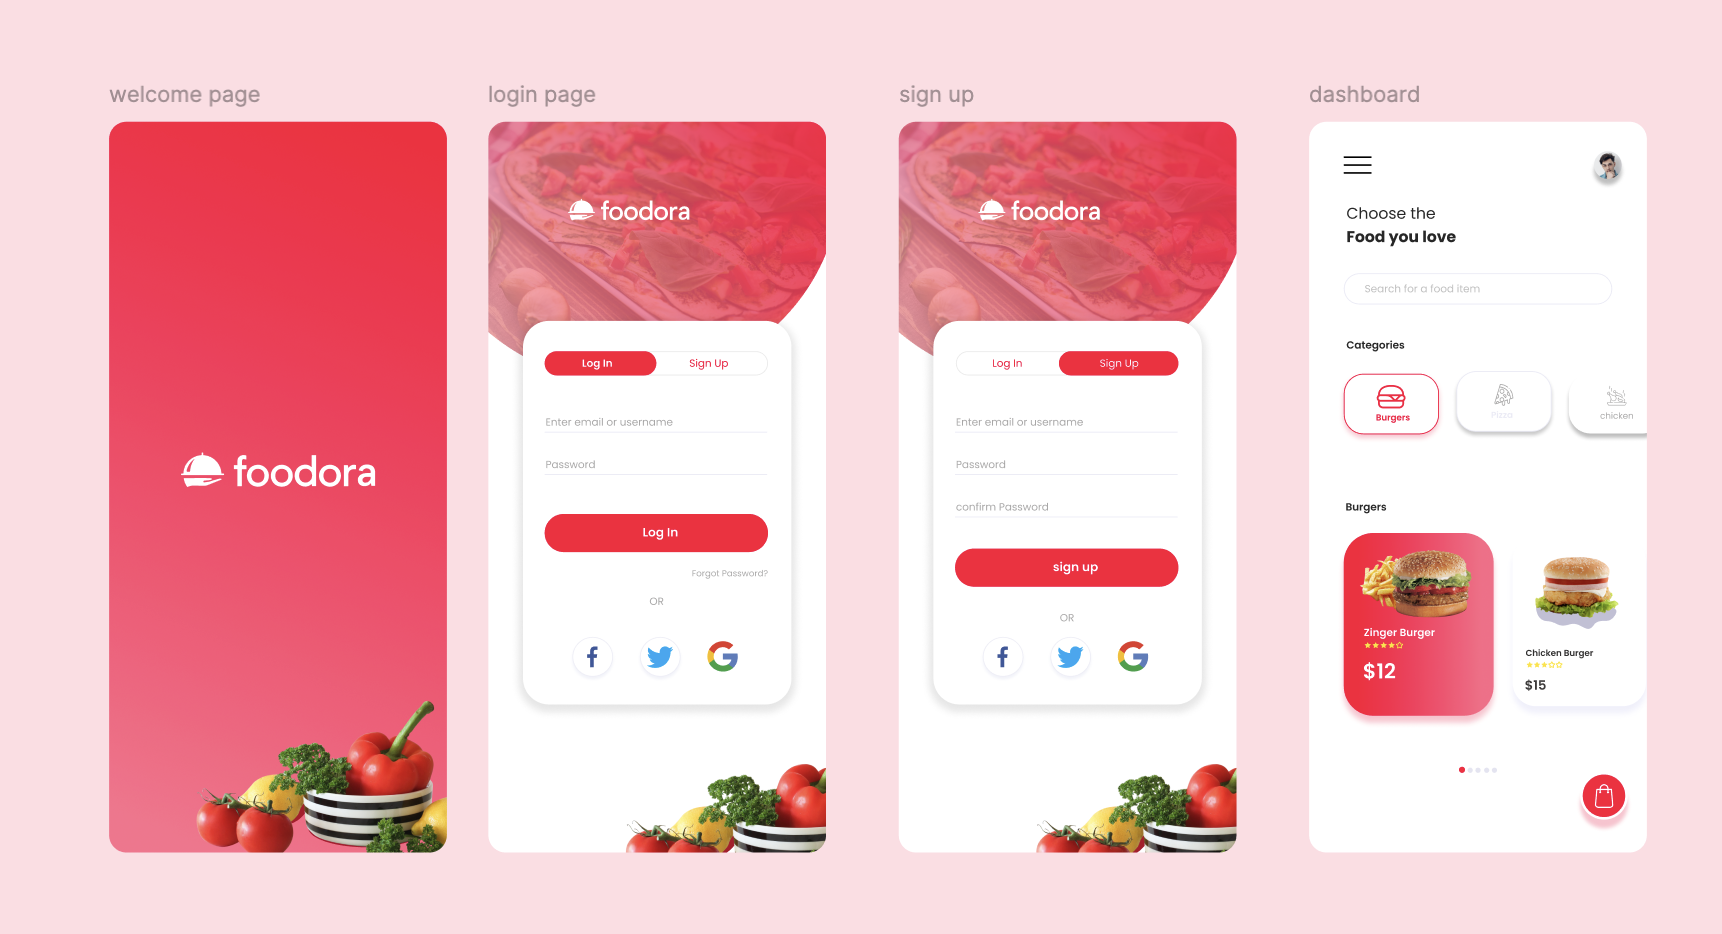 welcome page
foodora
login page
foodora
Log In
Sign Up
Enter email or username
Password
Log In
Forgot Password?
OR
sign up
foodora
Log In
Sign Up
Enter email or username
Password
confirm Password
sign up
OR
dashboard
Choose the
Food you love
Search for a food item
Categories
Burgers
Pizza
chicken
Burgers
Zinger Burger
$12
Chicken Burger
$15